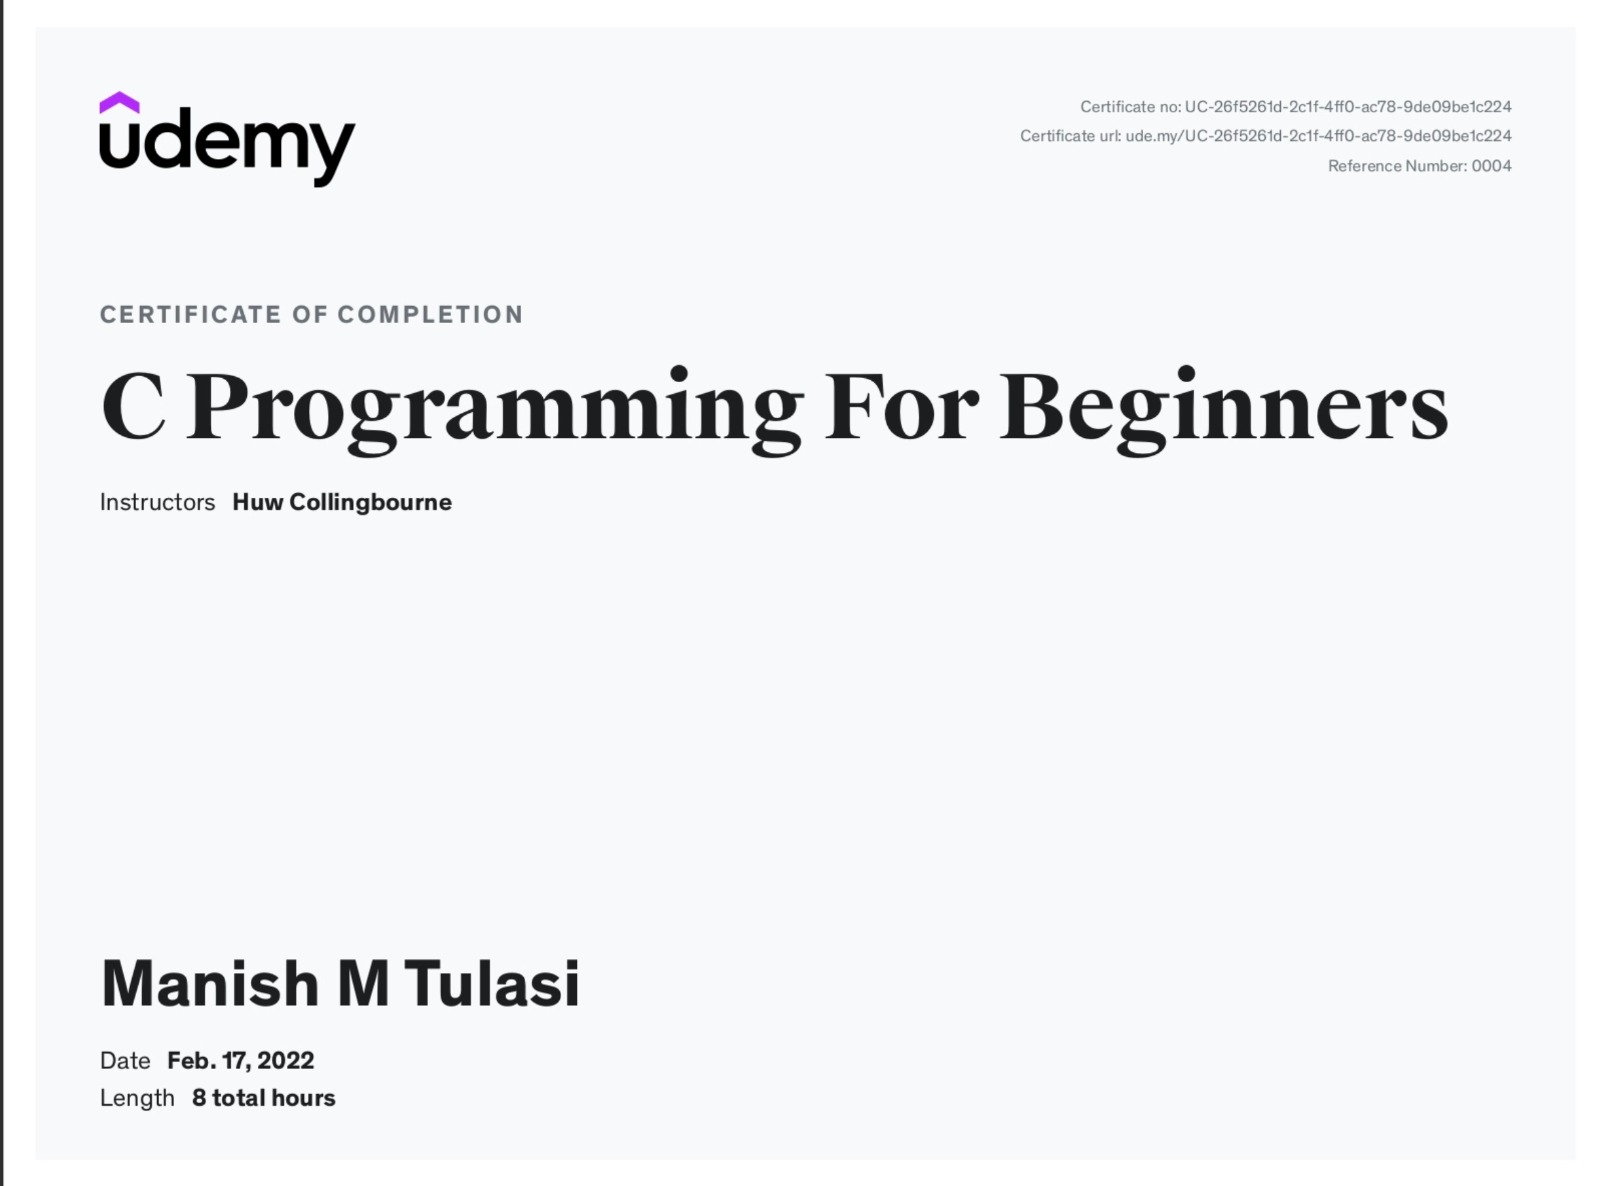 udemy
Certificate no: UC-26f5261d-2c1f-4ff0-ac78-9de09be1c224
Certificate url: ude.my/UC-26f5261d-2c1f-4ff0-ac78-9de09be1c224
Reference Number: 0004
CERTIFICATE OF COMPLETION
C Programming For Beginners
Instructors Huw Collingbourne
Manish M Tulasi
Date Feb. 17, 2022
Length 8 total hours